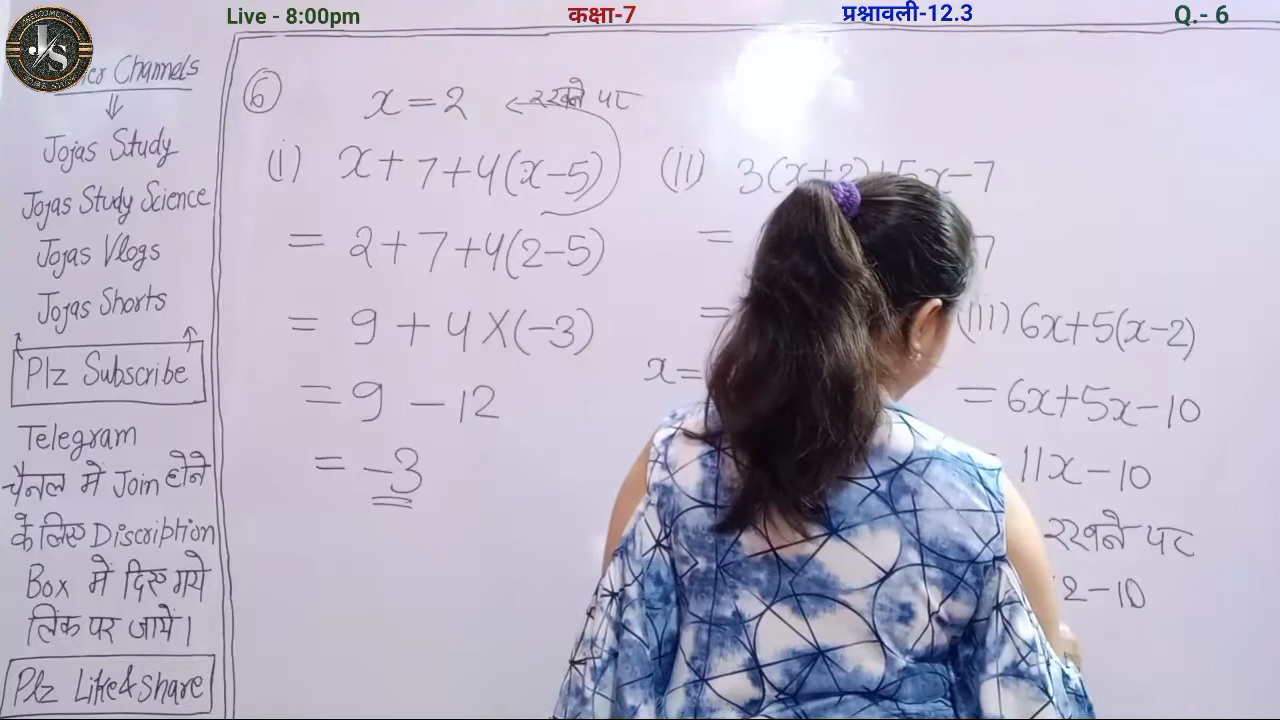 Live - 8:00pm
कक्षा-7
प्रश्नावली-12.3
Q.- 6
JS
Channels
Jojas Study
Jojas Study Science
Jojas Vlogs
Jojas Shorts
Plz Subscribe
Telegram
चैनल में Join होने
के लिए Discription
Box में दिए गये
लिंक पर जाये।
Plz Like & Share
⑥ x=2 ← रखने पर
(i) x+7+4(x-5)
= 2+7+4(2-5)
= 9+4×(-3)
= 9-12
= -3
(ii) 3(x+2)+5x-7
= 7
=
x=
(iii) 6x+5(x-2)
= 6x+5x-10
11x-10
रखने पर
2-10